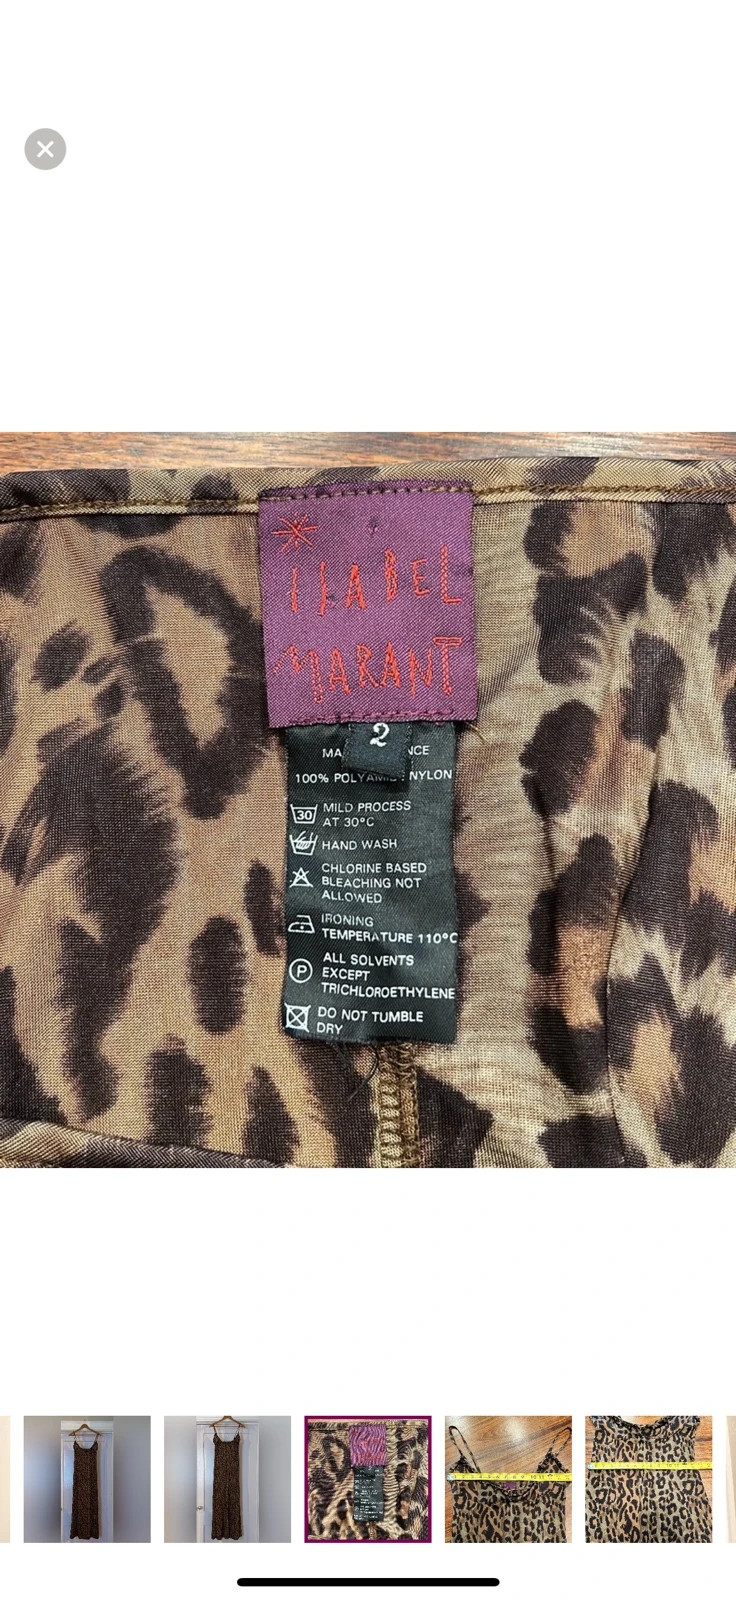 ISABEL
MARANT
2
100% POLYAMIDE NYLON
30
MILD PROCESS
AT 30°C
HAND WASH
CHLORINE BASED
BLEACHING NOT
ALLOWED
IRONING
TEMPERATURE 110°C
P
ALL SOLVENTS
EXCEPT
TRICHLOROETHYLENE
DO NOT TUMBLE
DRY